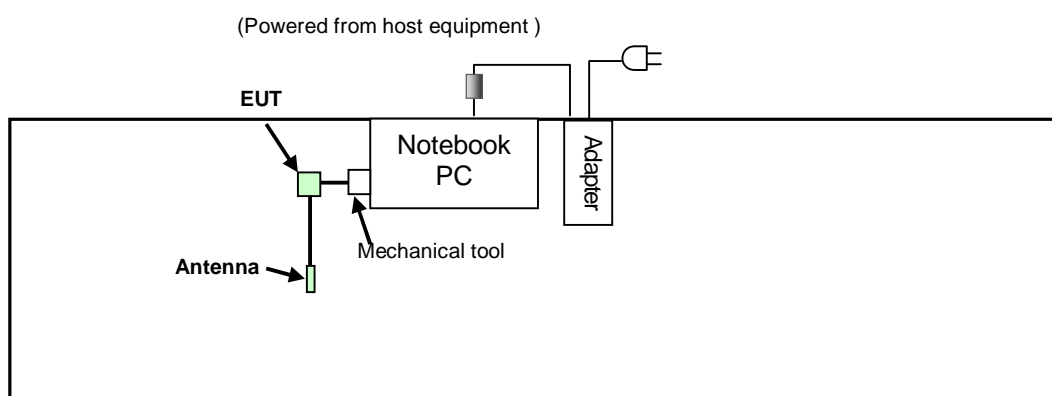 (Powered from host equipment )
EUT
Notebook
PC
Adapter
Mechanical tool
Antenna